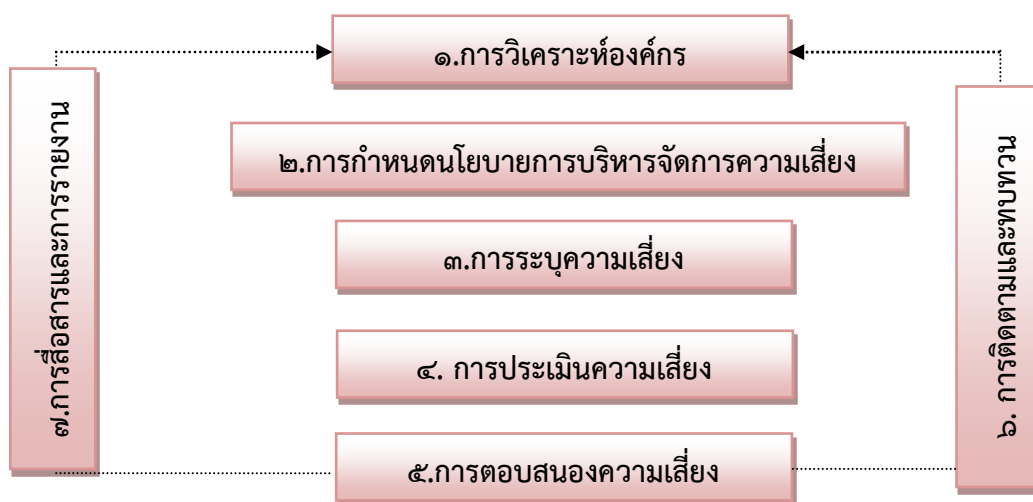 ๑.การวิเคราะห์องค์กร
๒.การกำหนดนโยบายการบริหารจัดการความเสี่ยง
๓.การระบุความเสี่ยง
๔. การประเมินความเสี่ยง
๕.การตอบสนองความเสี่ยง
๖. การติดตามและทบทวน
๗.การสื่อสารและการรายงาน